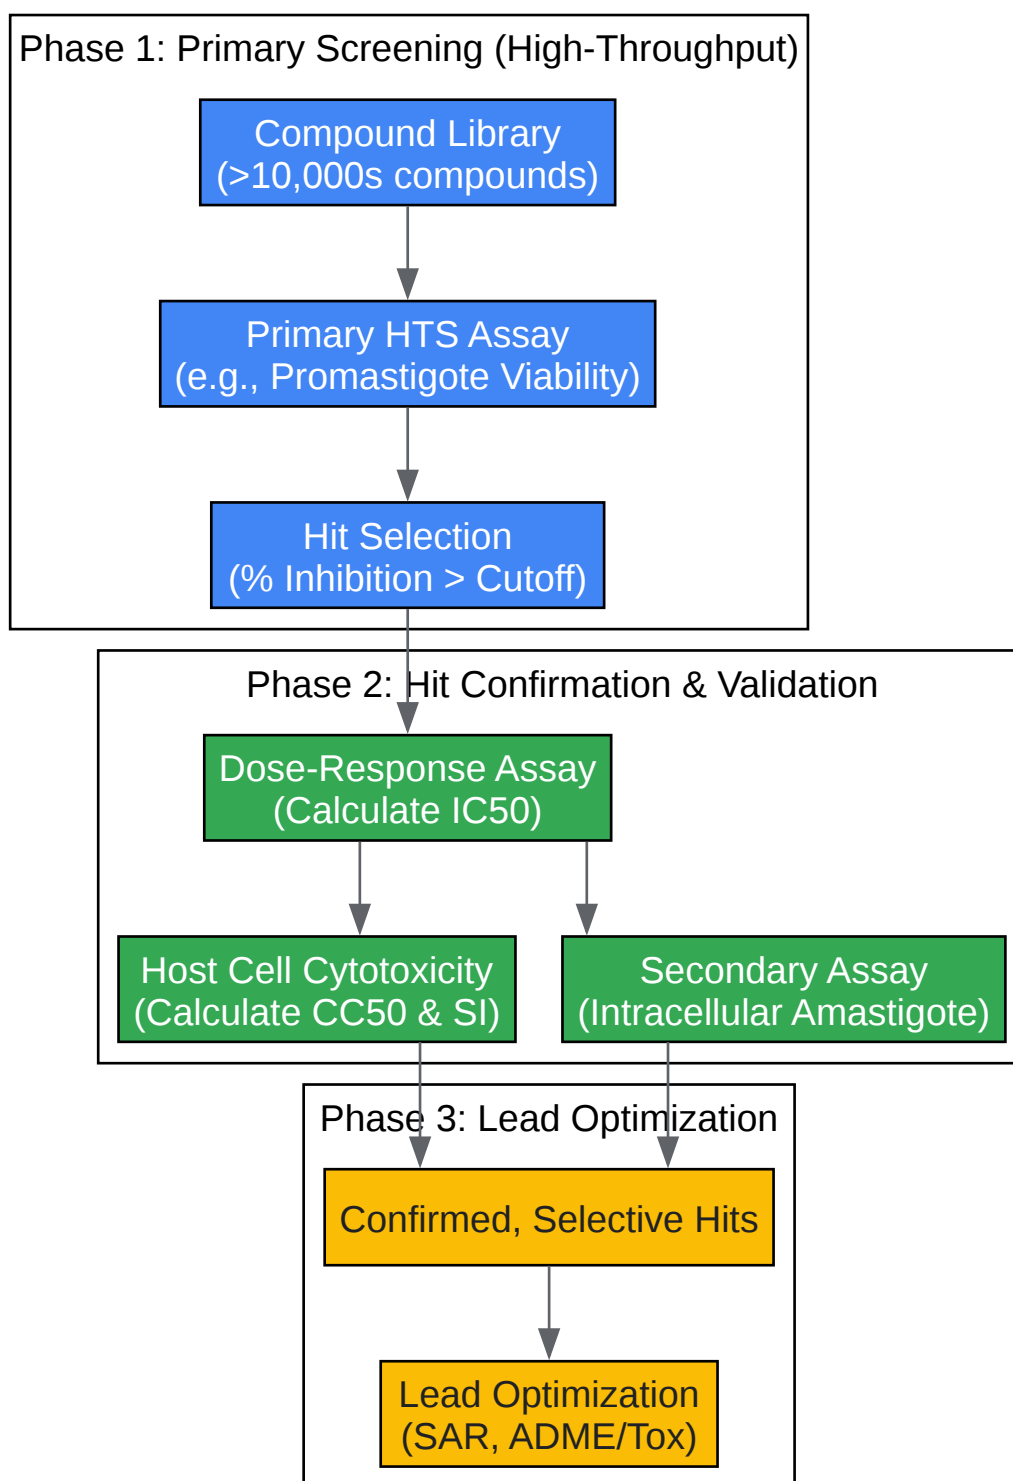 Phase 1: Primary Screening (High-Throughput)
Compound Library
(>10,000s compounds)
Primary HTS Assay
(e.g., Promastigote Viability)
Hit Selection
(% Inhibition > Cutoff)
Phase 2: Hit Confirmation & Validation
Dose-Response Assay
(Calculate IC50)
Host Cell Cytotoxicity
(Calculate CC50 & SI)
Secondary Assay
(Intracellular Amastigote)
Phase 3: Lead Optimization
Confirmed, Selective Hits
Lead Optimization
(SAR, ADME/Tox)